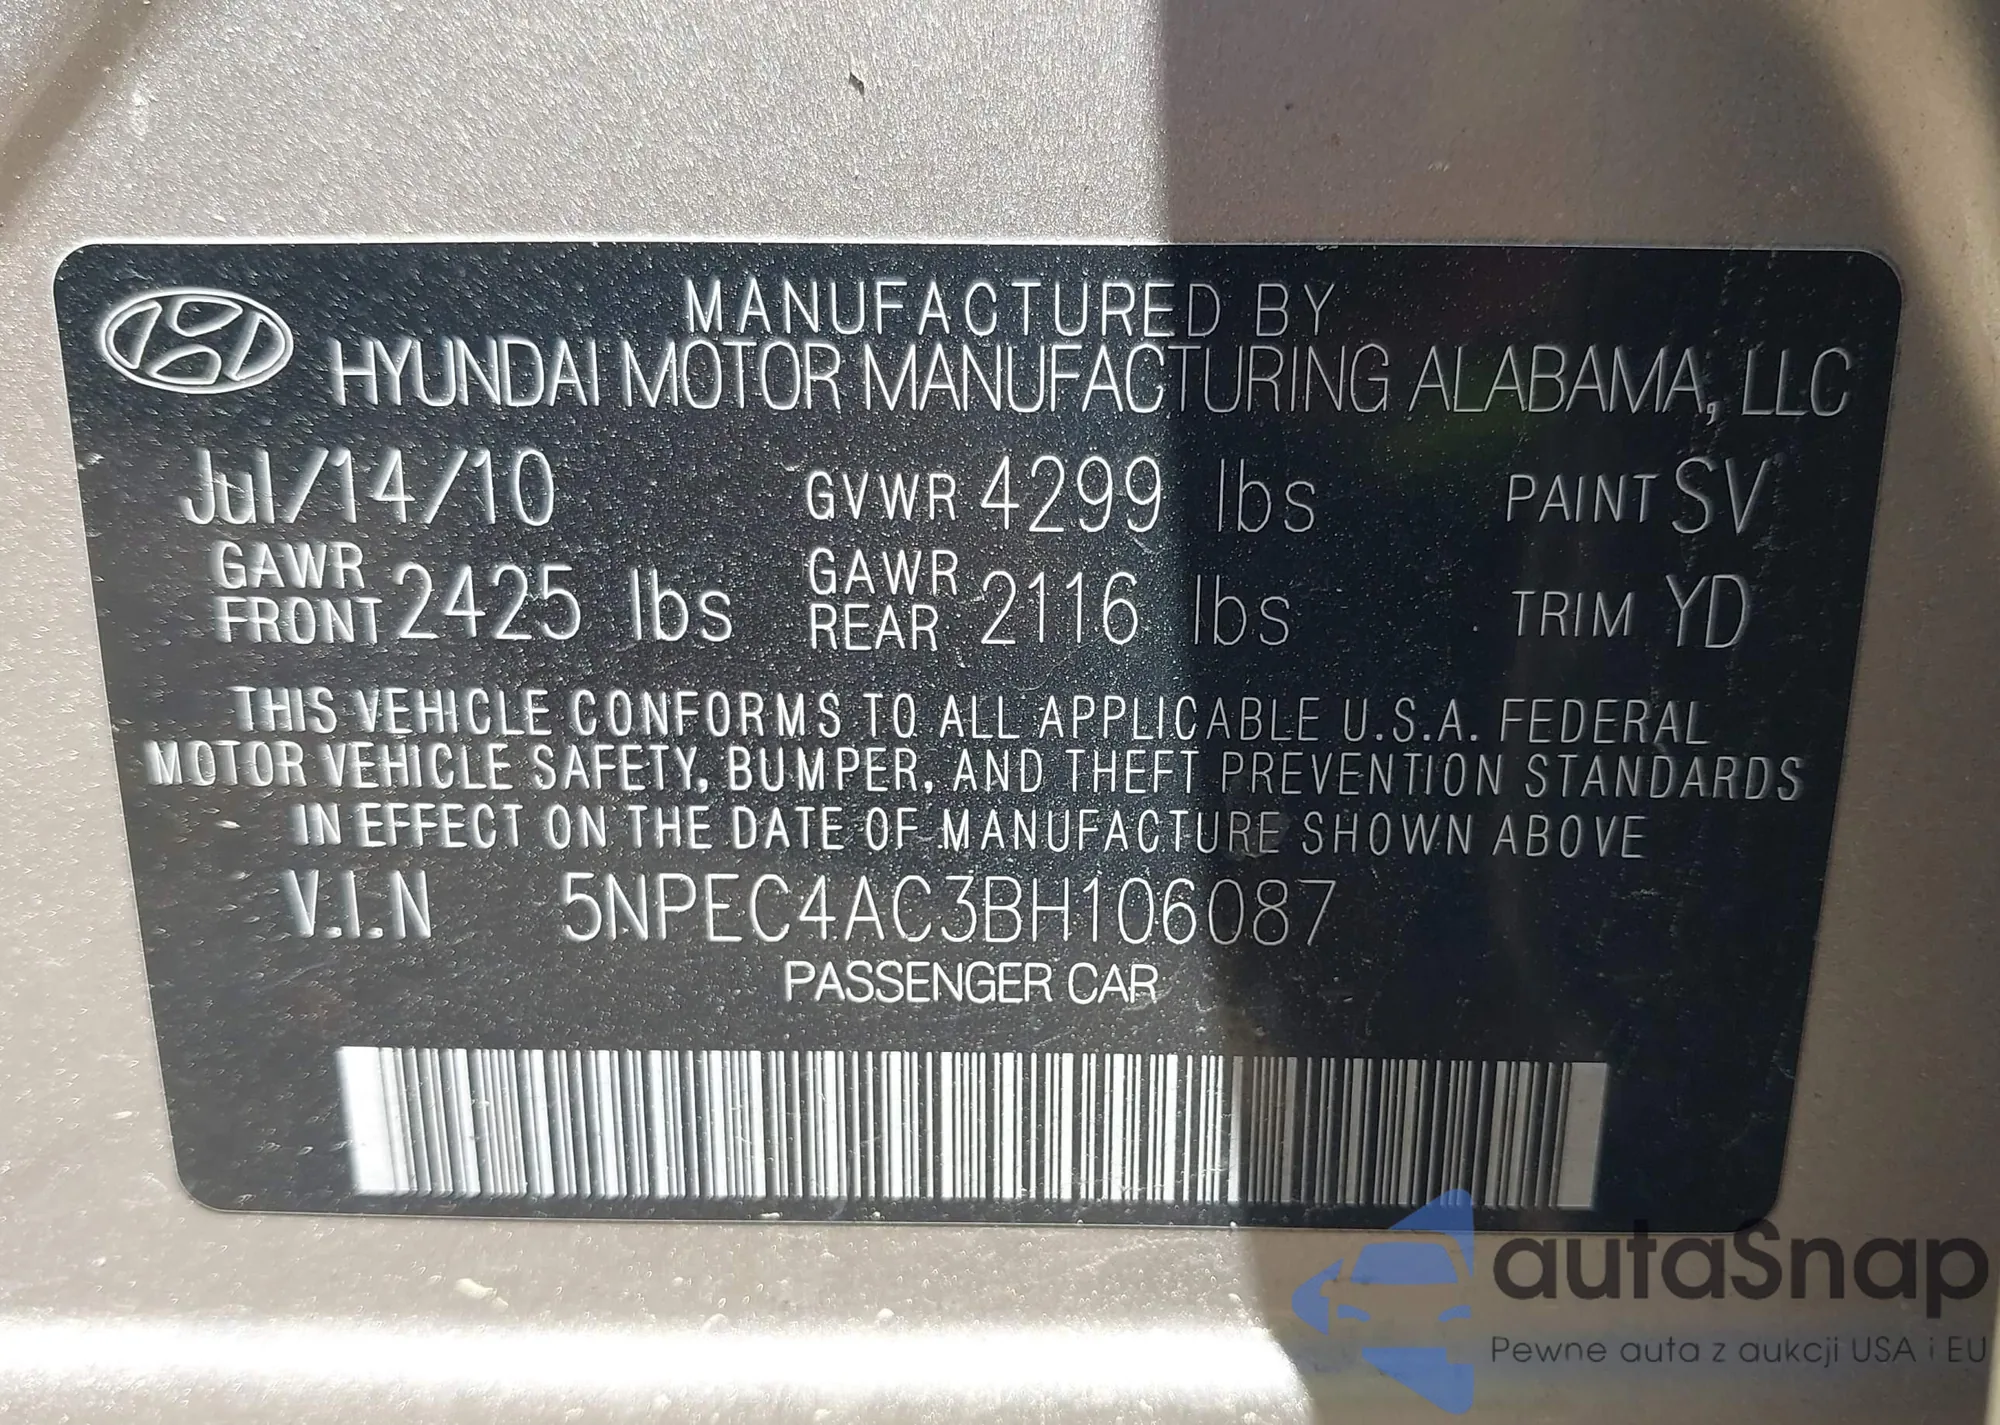 MANUFACTURED BY
HYUNDAI MOTOR MANUFACTURING ALABAMA, LLC
Jul/14/10 GVWR 4299 lbs PAINT SV
GAWR FRONT 2425 lbs GAWR REAR 2116 lbs TRIM YD
THIS VEHICLE CONFORMS TO ALL APPLICABLE U.S.A. FEDERAL
MOTOR VEHICLE SAFETY, BUMPER, AND THEFT PREVENTION STANDARDS
IN EFFECT ON THE DATE OF MANUFACTURE SHOWN ABOVE
V.I.N 5NPEC4AC3BH106087
PASSENGER CAR
autaSnap
Pewne auta z aukcji USA i EU